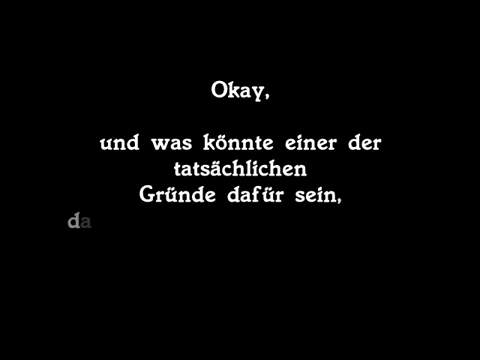 Okay,
und was könnte einer der
tatsächlichen
Gründe dafür sein,
da